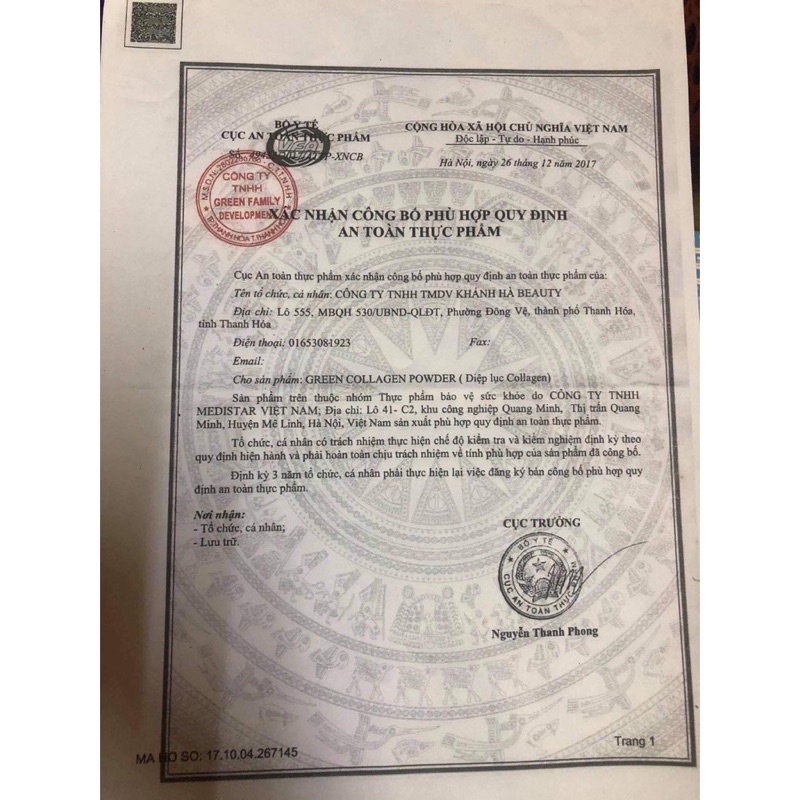 BỘ Y TẾ
CỤC AN TOÀN THỰC PHẨM
CỘNG HÒA XÃ HỘI CHỦ NGHĨA VIỆT NAM
Độc lập - Tự do - Hạnh phúc
Số
-XNCB
Hà Nội, ngày 26 tháng 12 năm 2017
CÔNG TY
TNHH
GREEN FAMILY
DEVELOPMENT
XÁC NHẬN CÔNG BỐ PHÙ HỢP QUY ĐỊNH
AN TOÀN THỰC PHẨM
Cục An toàn thực phẩm xác nhận công bố phù hợp quy định an toàn thực phẩm của:
Tên tổ chức, cá nhân: CÔNG TY TNHH TMDV KHÁNH HÀ BEAUTY
Địa chỉ: Lô 555, MBQH 530/UBND-QLĐT, Phường Đông Vệ, thành phố Thanh Hóa,
tỉnh Thanh Hóa
Điện thoại: 01653081923 Fax:
Email:
Cho sản phẩm: GREEN COLLAGEN POWDER ( Diệp lục Collagen)
Sản phẩm trên thuộc nhóm Thực phẩm bảo vệ sức khỏe do CÔNG TY TNHH
MEDISTAR VIỆT NAM; Địa chỉ: Lô 41- C2, khu công nghiệp Quang Minh, Thị trấn Quang
Minh, Huyện Mê Linh, Hà Nội, Việt Nam sản xuất phù hợp quy định an toàn thực phẩm.
Tổ chức, cá nhân có trách nhiệm thực hiện chế độ kiểm tra và kiểm nghiệm định kỳ theo
quy định hiện hành và phải hoàn toàn chịu trách nhiệm về tính phù hợp của sản phẩm đã công bố.
Định kỳ 3 năm tổ chức, cá nhân phải thực hiện lại việc đăng ký bản công bố phù hợp quy
định an toàn thực phẩm.
Nơi nhận:
- Tổ chức, cá nhân;
- Lưu trữ.
CỤC TRƯỞNG
BỘ Y TẾ
CỤC AN TOÀN THỰC PHẨM
Nguyễn Thanh Phong
MA HO SO: 17.10.04.267145
Trang 1